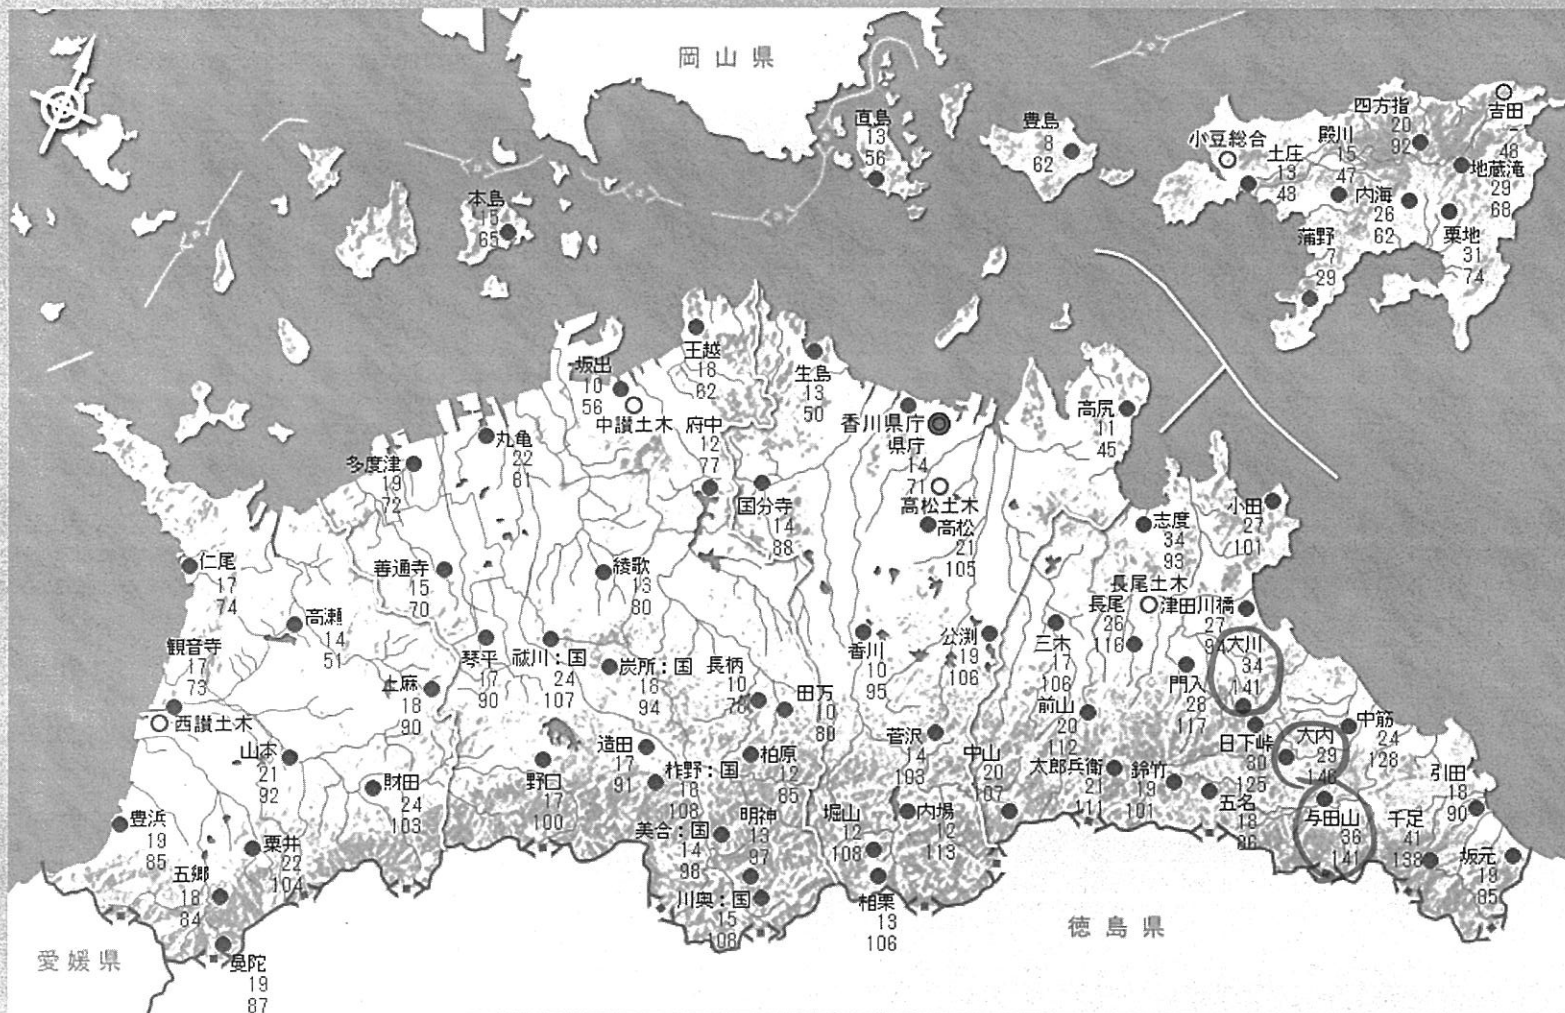 岡山県
直島
13
56
豊島
8
62
小豆総合
土庄
13
48
殿川
15
47
四方指
20
92
吉田
-
48
地蔵滝
29
68
内海
26
62
粟地
31
74
蒲野
7
29
本島
15
65
王越
18
62
坂出
10
56
中讃土木
府中
12
77
生島
13
50
香川県庁
県庁
14
71
高松土木
高松
21
105
高尻
11
45
丸亀
22
81
多度津
19
72
国分寺
14
88
志度
34
93
小田
27
101
仁尾
17
74
善通寺
15
70
綾歌
13
80
長尾土木
長尾
26
116
津田川橋
27
94
高瀬
14
51
観音寺
17
73
西讃土木
琴平
17
90
祓川:国
24
107
炭所:国
18
94
長柄
10
78
田万
10
80
香川
10
95
公渕
19
106
三木
17
106
大川
34
141
門入
28
117
上麻
18
90
前山
20
112
山本
21
92
財田
24
103
野口
17
100
造田
17
91
柞野:国
18
108
柏原
12
85
菅沢
14
103
中山
20
107
太郎兵衛
21
111
鈴竹
19
101
日下峠
30
125
大内
29
146
中筋
24
128
引田
18
90
豊浜
19
85
粟井
22
104
五郷
18
84
曼陀
19
87
美合:国
14
98
明神
13
97
川奥:国
15
108
堀山
12
108
内場
12
113
相栗
13
106
五名
18
86
与田山
36
141
千足
41
138
坂元
19
85
愛媛県
徳島県